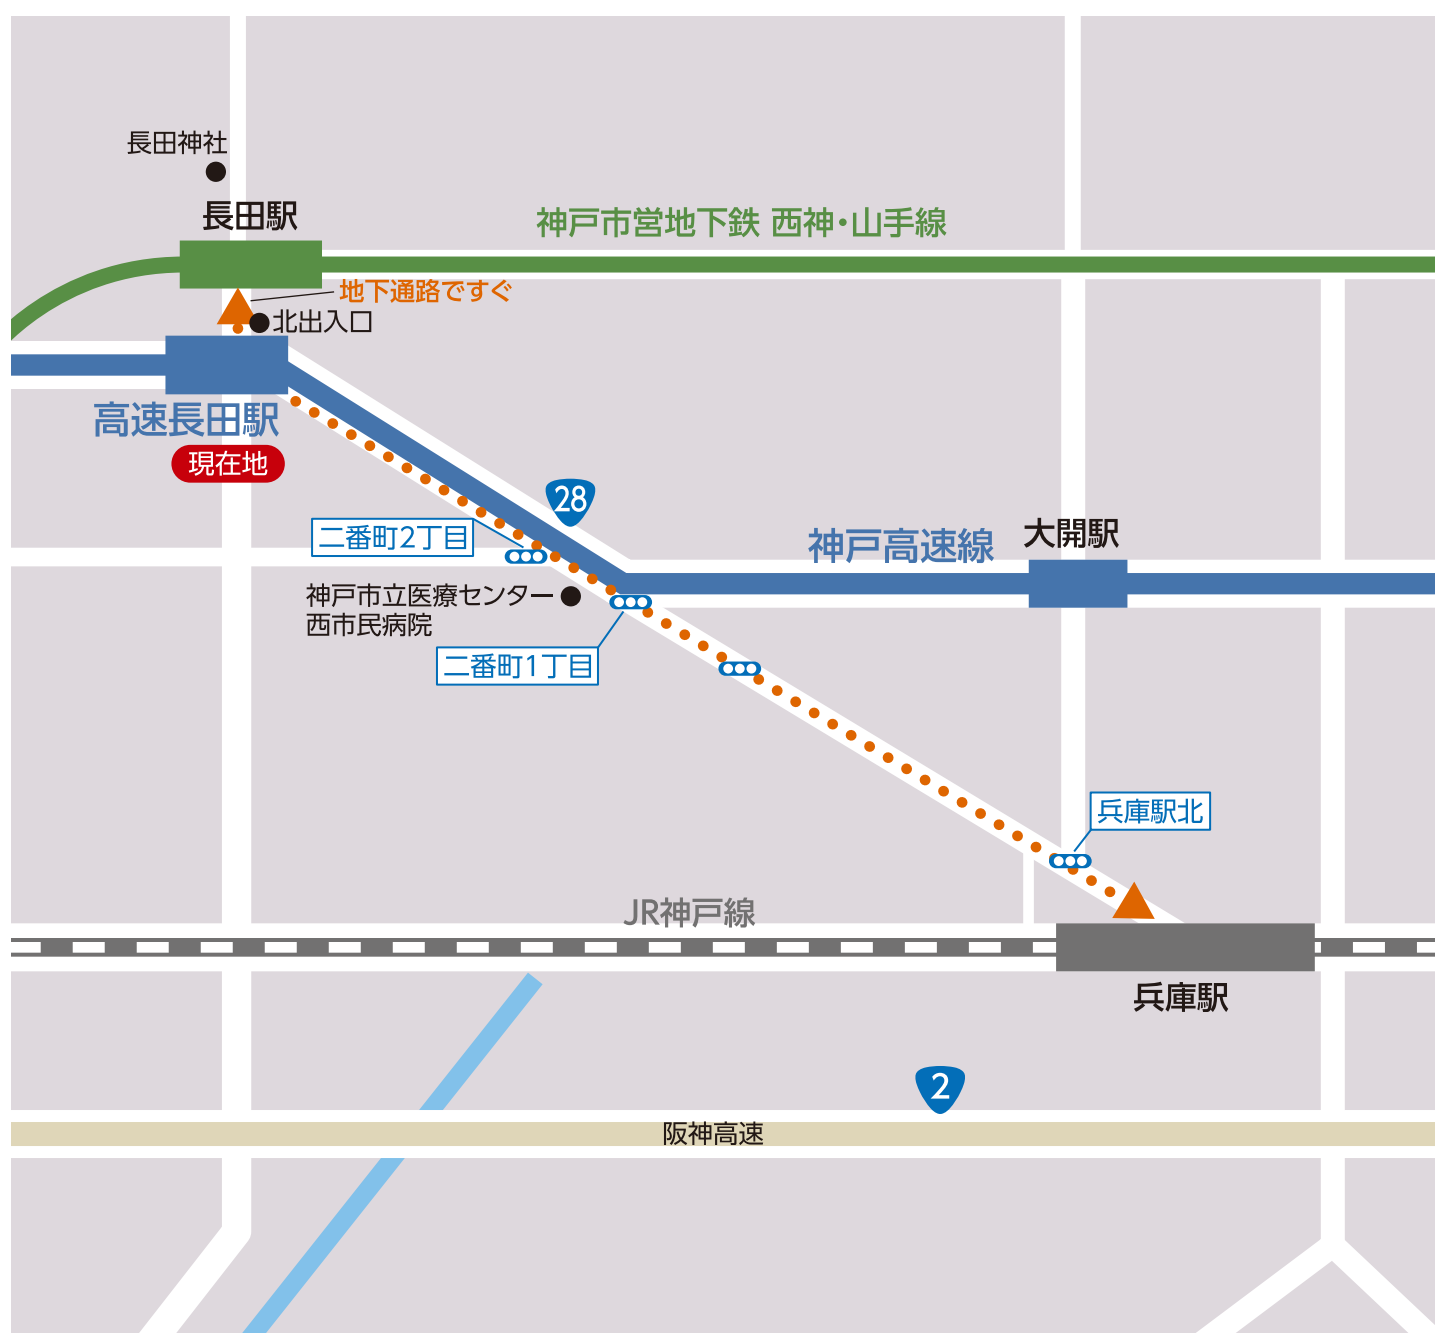 長田神社
長田駅
神戸市営地下鉄 西神・山手線
地下通路ですぐ
北出入口
高速長田駅
現在地
28
二番町2丁目
神戸高速線
大開駅
神戸市立医療センター
西市民病院
二番町1丁目
兵庫駅北
JR神戸線
兵庫駅
2
阪神高速